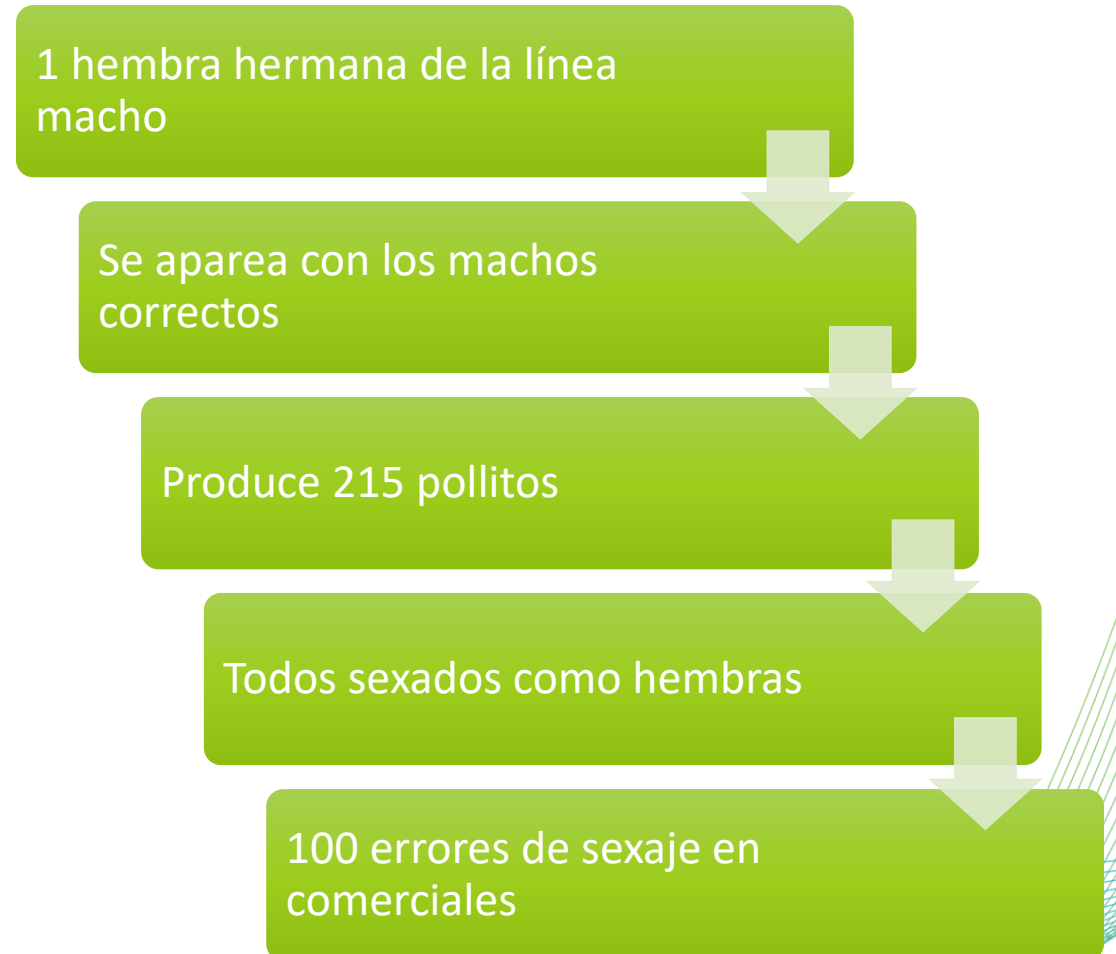 1 hembra hermana de la línea
macho
Se aparea con los machos
correctos
Produce 215 pollitos
Todos sexados como hembras
100 errores de sexaje en
comerciales